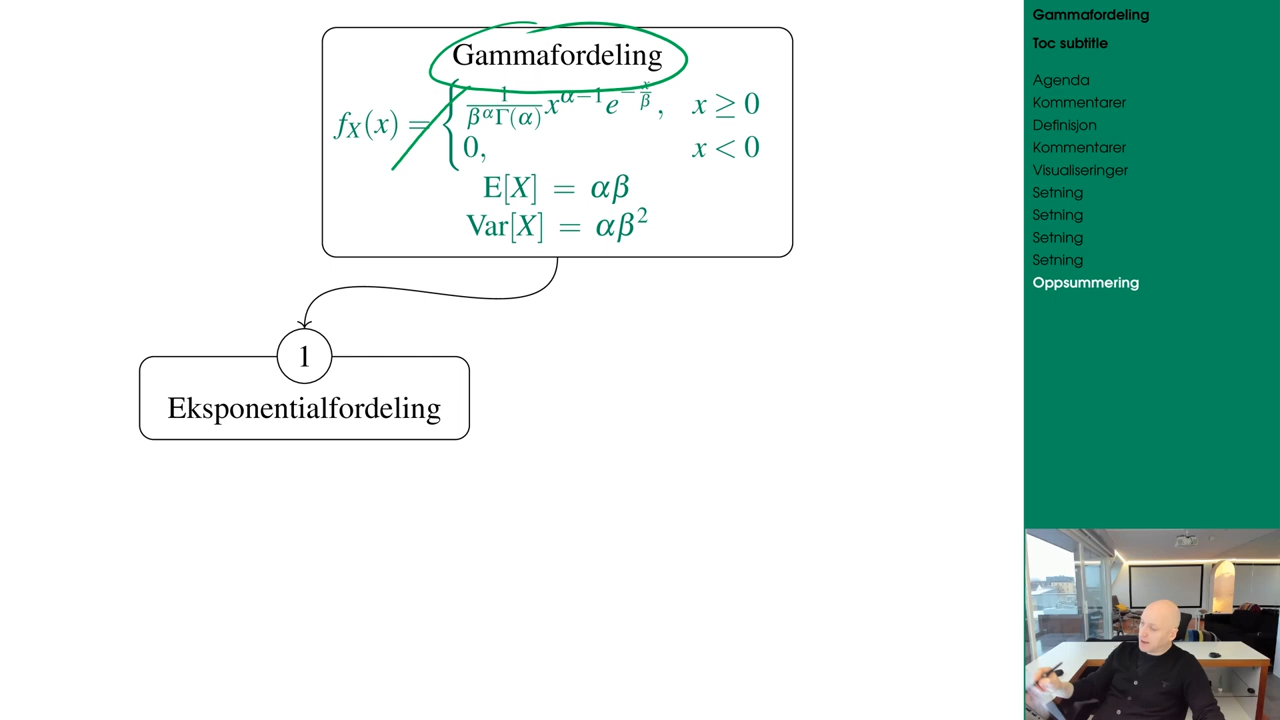 Gammafordeling
f_X(x) = { 1/(β^α Γ(α)) x^{α−1} e^{−x/β}, x ≥ 0
0, x < 0
E[X] = αβ
Var[X] = αβ²
1
Eksponentialfordeling
Gammafordeling
Toc subtitle
Agenda
Kommentarer
Definisjon
Kommentarer
Visualiseringer
Setning
Setning
Setning
Setning
Oppsummering